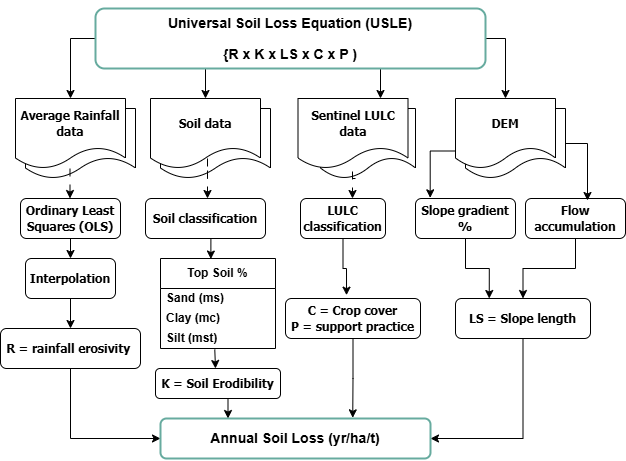 Universal Soil Loss Equation (USLE)
{R x K x LS x C x P )
Average Rainfall
data
Soil data
Sentinel LULC
data
DEM
Ordinary Least
Squares (OLS)
Soil classification
LULC
classification
Slope gradient
%
Flow
accumulation
Interpolation
Top Soil %
Sand (ms)
Clay (mc)
Silt (mst)
C = Crop cover
P = support practice
LS = Slope length
R = rainfall erosivity
K = Soil Erodibility
Annual Soil Loss (yr/ha/t)